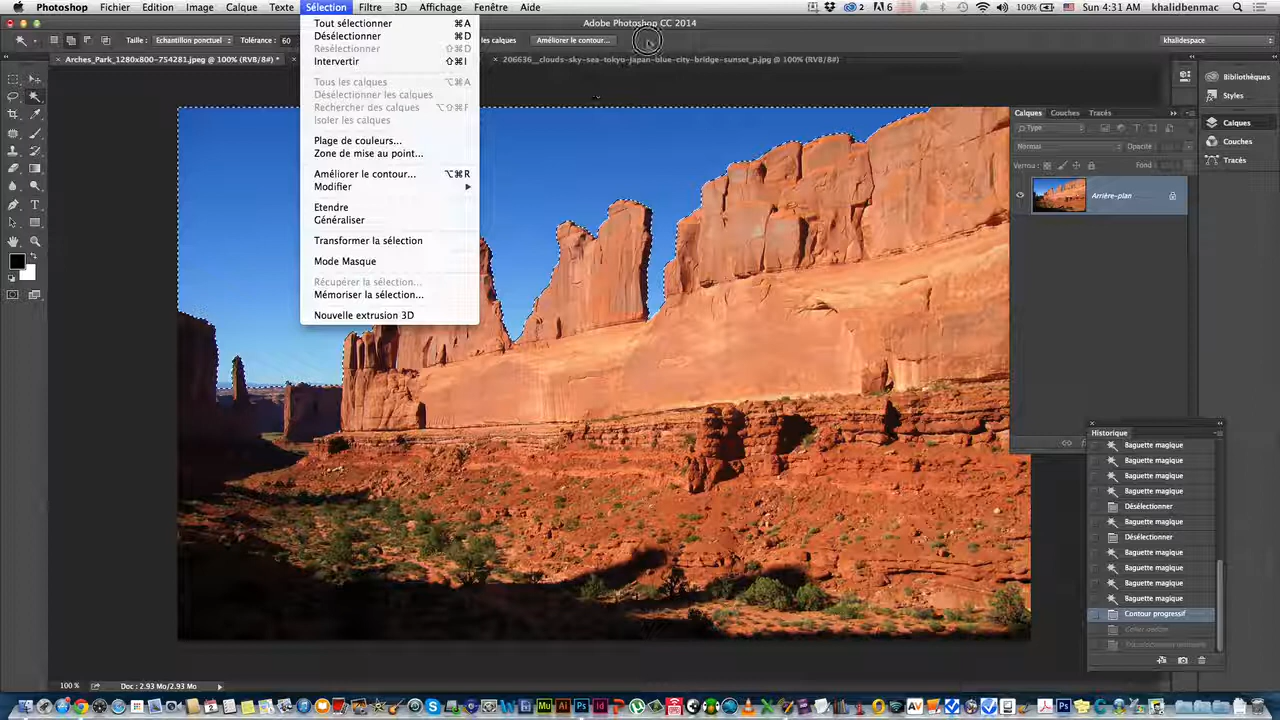 Photoshop Fichier Edition Image Calque Texte Sélection Filtre 3D Affichage Fenêtre Aide
2 6 100% Sun 4:31 AM khalidbenmac
Adobe Photoshop CC 2014
Taille : Echantillon ponctuel Tolérance : 60 les calques Améliorer le contour... khalidespace
Arches_Park_1280x800-754281.jpeg @ 100% (RVB/8#) * 206636__clouds-sky-sea-tokyo-japan-blue-city-bridge-sunset_p.jpg @ 100% (RVB/8#)
Tout sélectionner ⌘A
Désélectionner ⌘D
Resélectionner ⇧⌘D
Intervertir ⇧⌘I
Tous les calques ⌥⌘A
Désélectionner les calques
Rechercher des calques ⌥⇧⌘F
Isoler les calques
Plage de couleurs...
Zone de mise au point...
Améliorer le contour... ⌥⌘R
Modifier
Etendre
Généraliser
Transformer la sélection
Mode Masque
Récupérer la sélection...
Mémoriser la sélection...
Nouvelle extrusion 3D
Calques Couches Tracés
Type
Normal Opacité
Verrou : Fond
Arrière-plan
Bibliothèques
Styles
Calques
Couches
Tracés
Historique
Baguette magique
Baguette magique
Baguette magique
Baguette magique
Désélectionner
Baguette magique
Désélectionner
Baguette magique
Baguette magique
Baguette magique
Baguette magique
Contour progressif
100 % Doc : 2.93 Mo/2.93 Mo